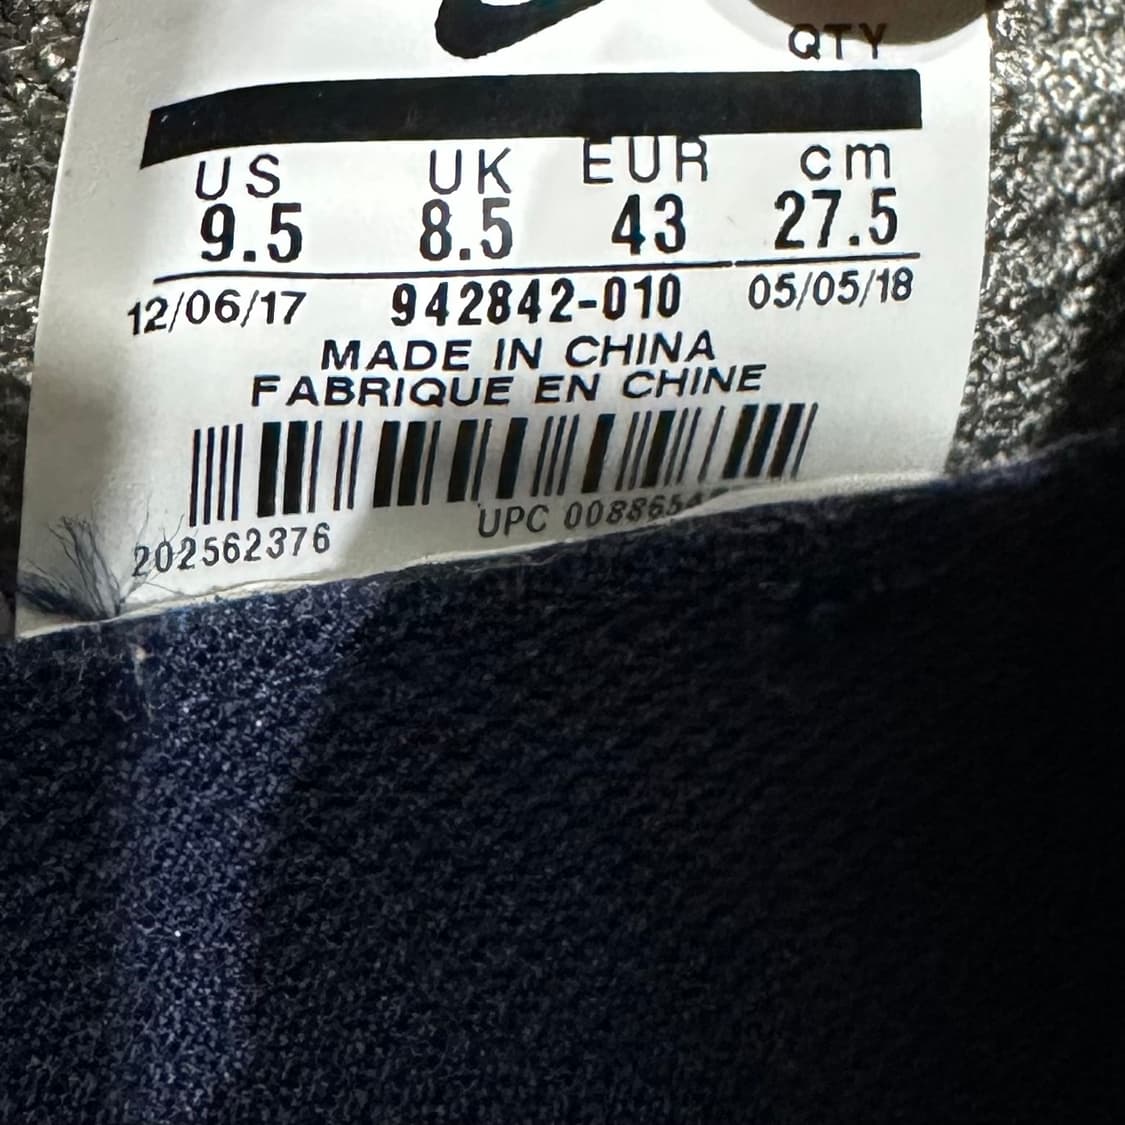 QTY
US UK EUR cm
9.5 8.5 43 27.5
12/06/17 942842-010 05/05/18
MADE IN CHINA
FABRIQUE EN CHINE
202562376 UPC 0088654